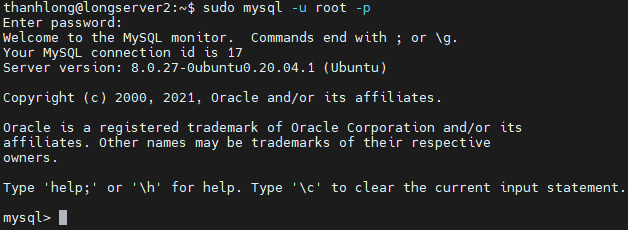 thanhlong@longserver2:~$ sudo mysql -u root -p
Enter password:
Welcome to the MySQL monitor.  Commands end with ; or \g.
Your MySQL connection id is 17
Server version: 8.0.27-0ubuntu0.20.04.1 (Ubuntu)
Copyright (c) 2000, 2021, Oracle and/or its affiliates.
Oracle is a registered trademark of Oracle Corporation and/or its
affiliates. Other names may be trademarks of their respective
owners.
Type 'help;' or '\h' for help. Type '\c' to clear the current input statement.
mysql>